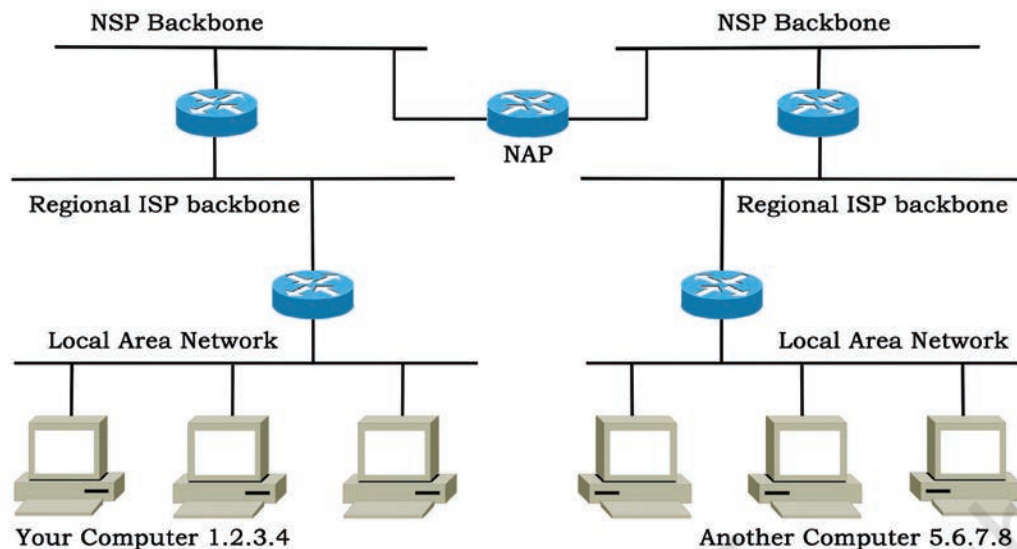 NSP Backbone
NSP Backbone
NAP
Regional ISP backbone
Regional ISP backbone
Local Area Network
Local Area Network
Your Computer 1.2.3.4
Another Computer 5.6.7.8